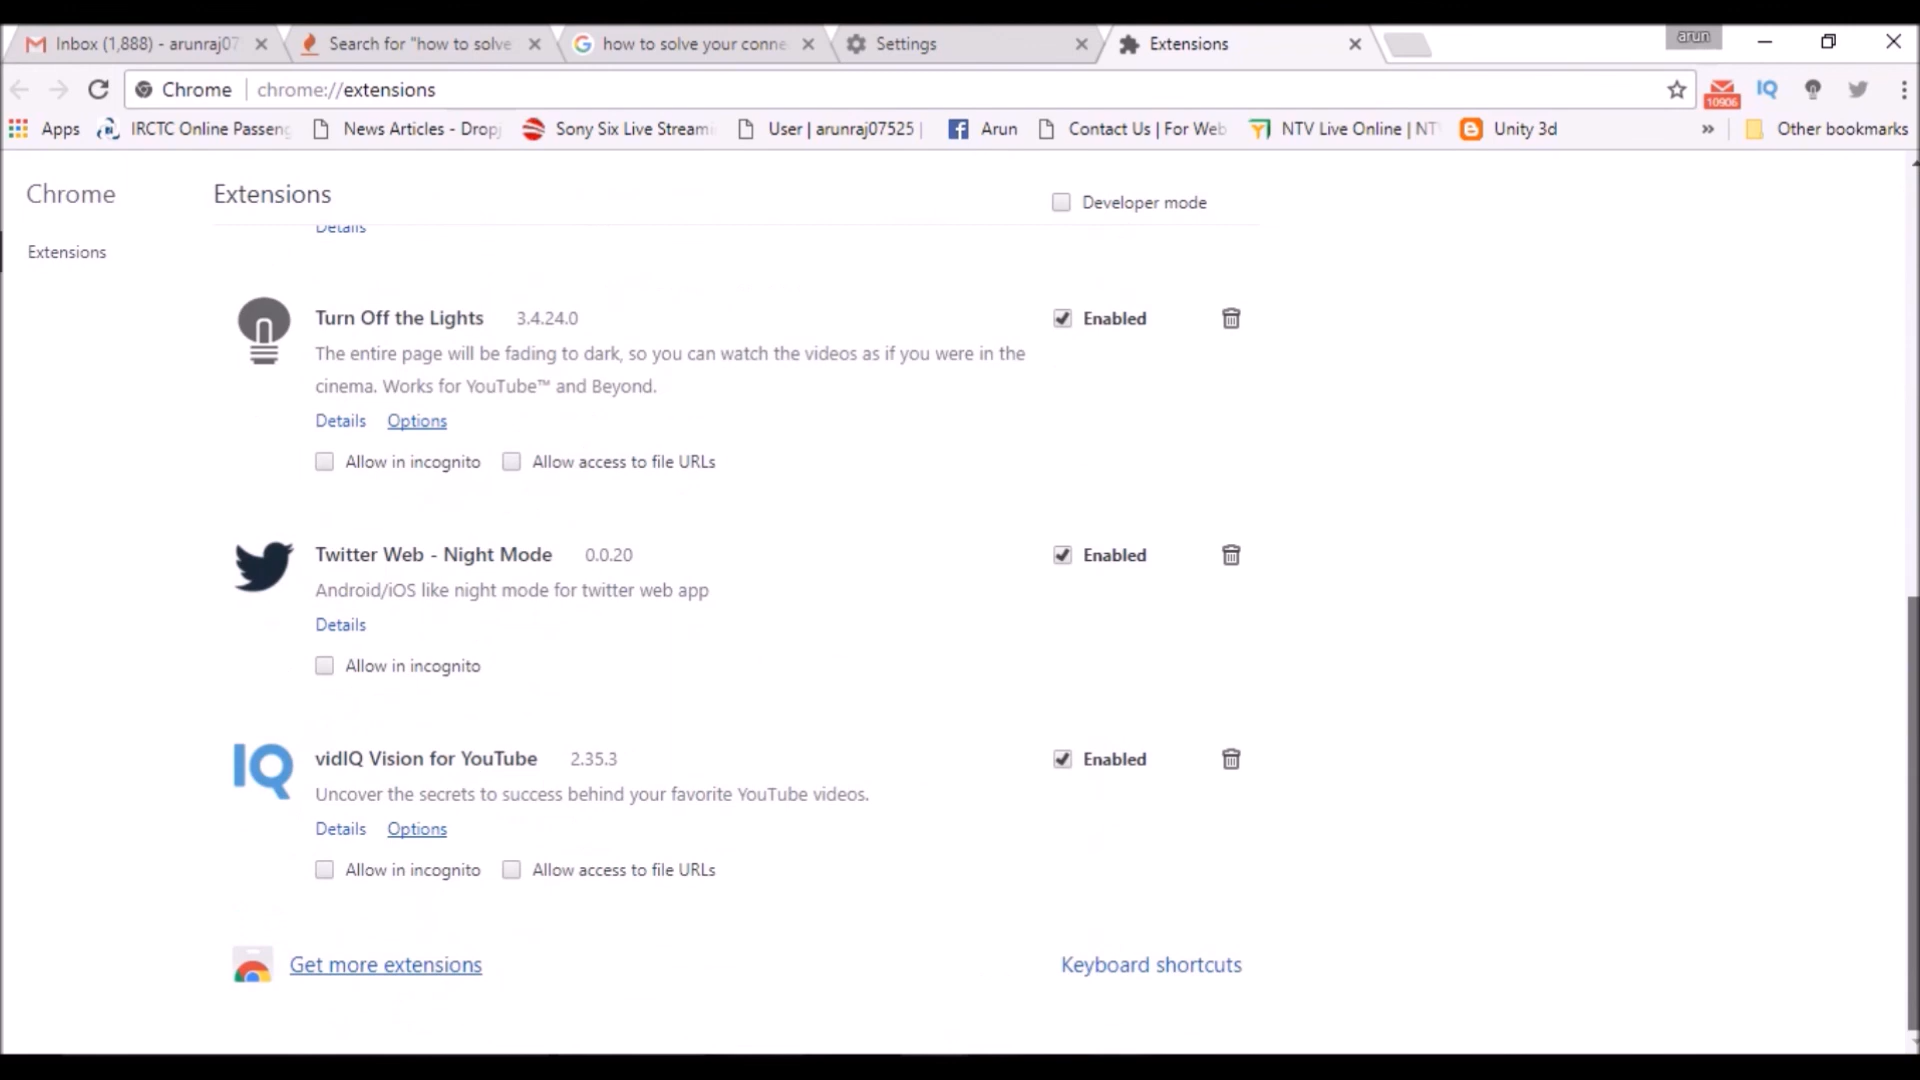 Inbox (1,888) - arunraj07
Search for "how to solve
how to solve your conne
Settings
Extensions
arun
Chrome
chrome://extensions
10906
IQ
Apps
IRCTC Online Passeng
News Articles - Dropj
Sony Six Live Streami
User | arunraj07525 |
Arun
Contact Us | For Web
NTV Live Online | NT
Unity 3d
»
Other bookmarks
Chrome
Extensions
Developer mode
Details
Extensions
Turn Off the Lights 3.4.24.0
Enabled
The entire page will be fading to dark, so you can watch the videos as if you were in the
cinema. Works for YouTube™ and Beyond.
Details Options
Allow in incognito Allow access to file URLs
Twitter Web - Night Mode 0.0.20
Enabled
Android/iOS like night mode for twitter web app
Details
Allow in incognito
IQ
vidIQ Vision for YouTube 2.35.3
Enabled
Uncover the secrets to success behind your favorite YouTube videos.
Details Options
Allow in incognito Allow access to file URLs
Get more extensions
Keyboard shortcuts